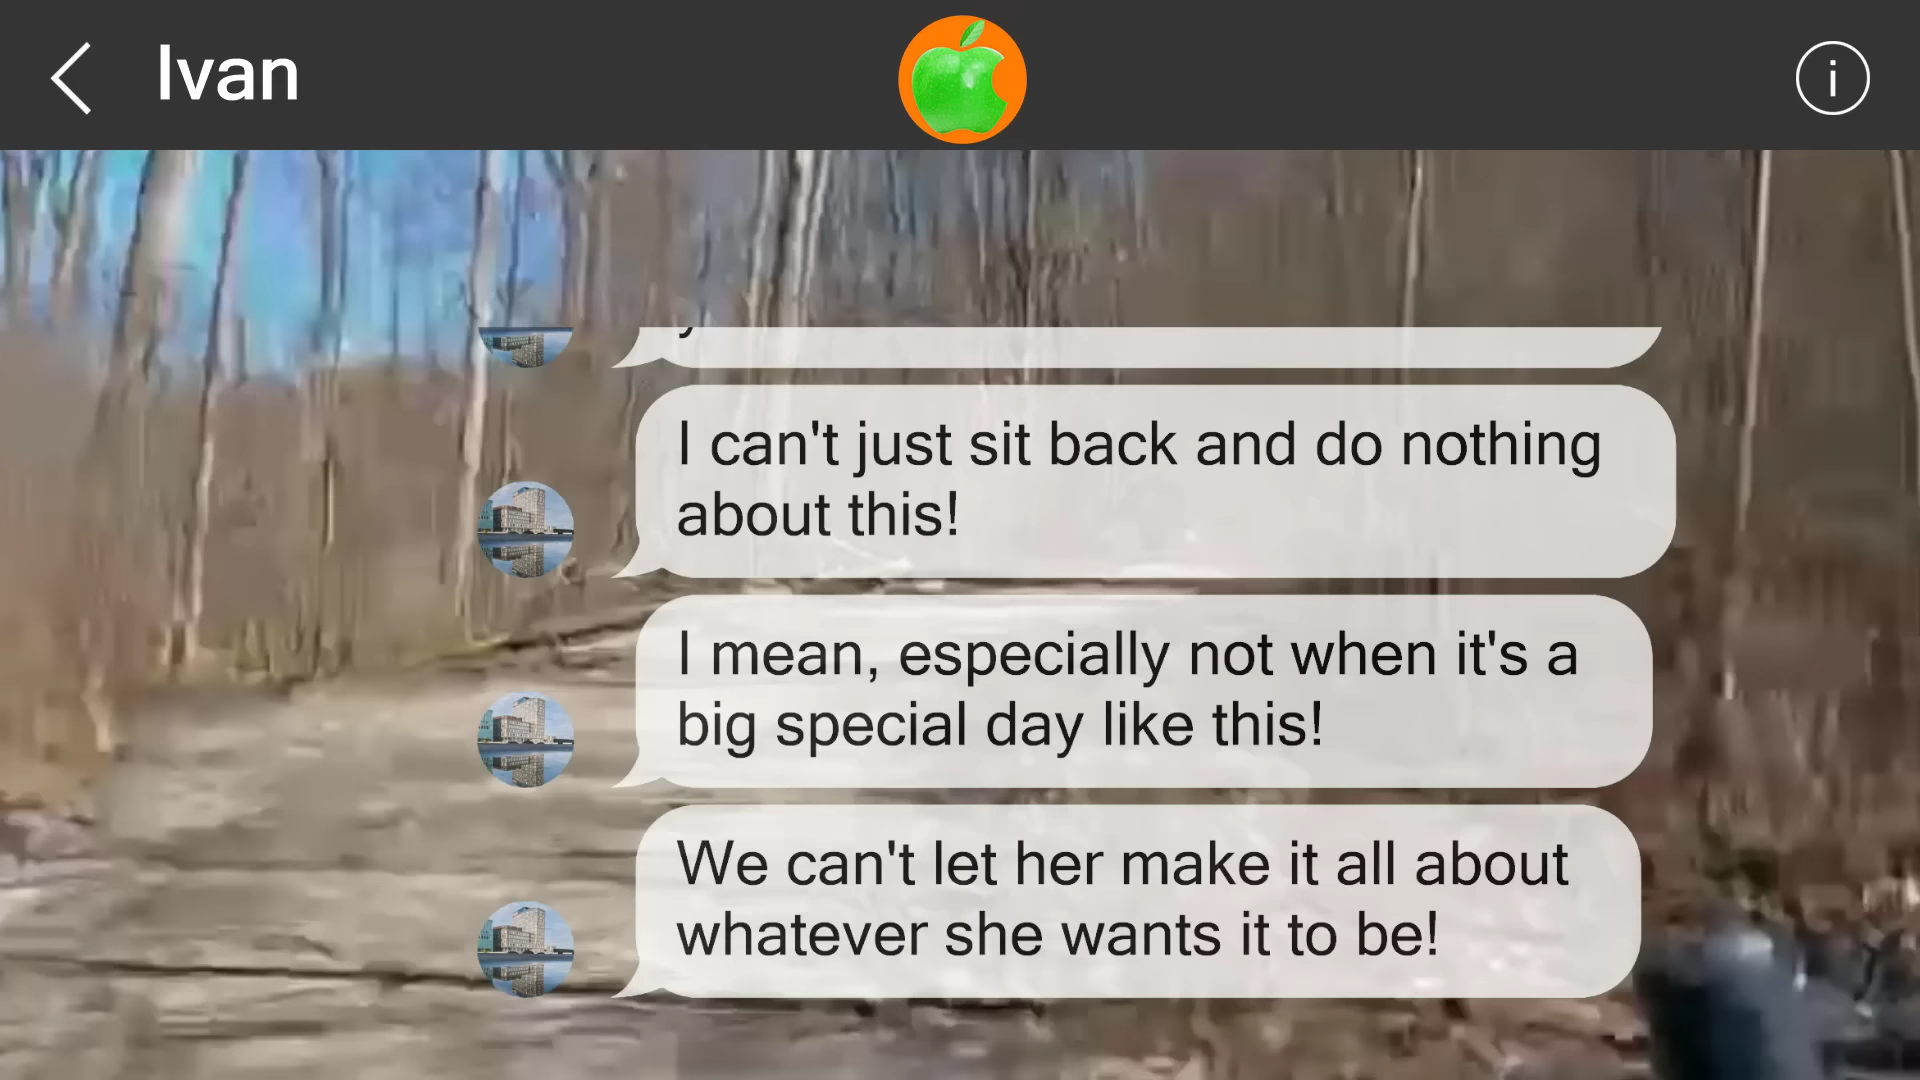 Ivan
I can't just sit back and do nothing
about this!
I mean, especially not when it's a
big special day like this!
We can't let her make it all about
whatever she wants it to be!